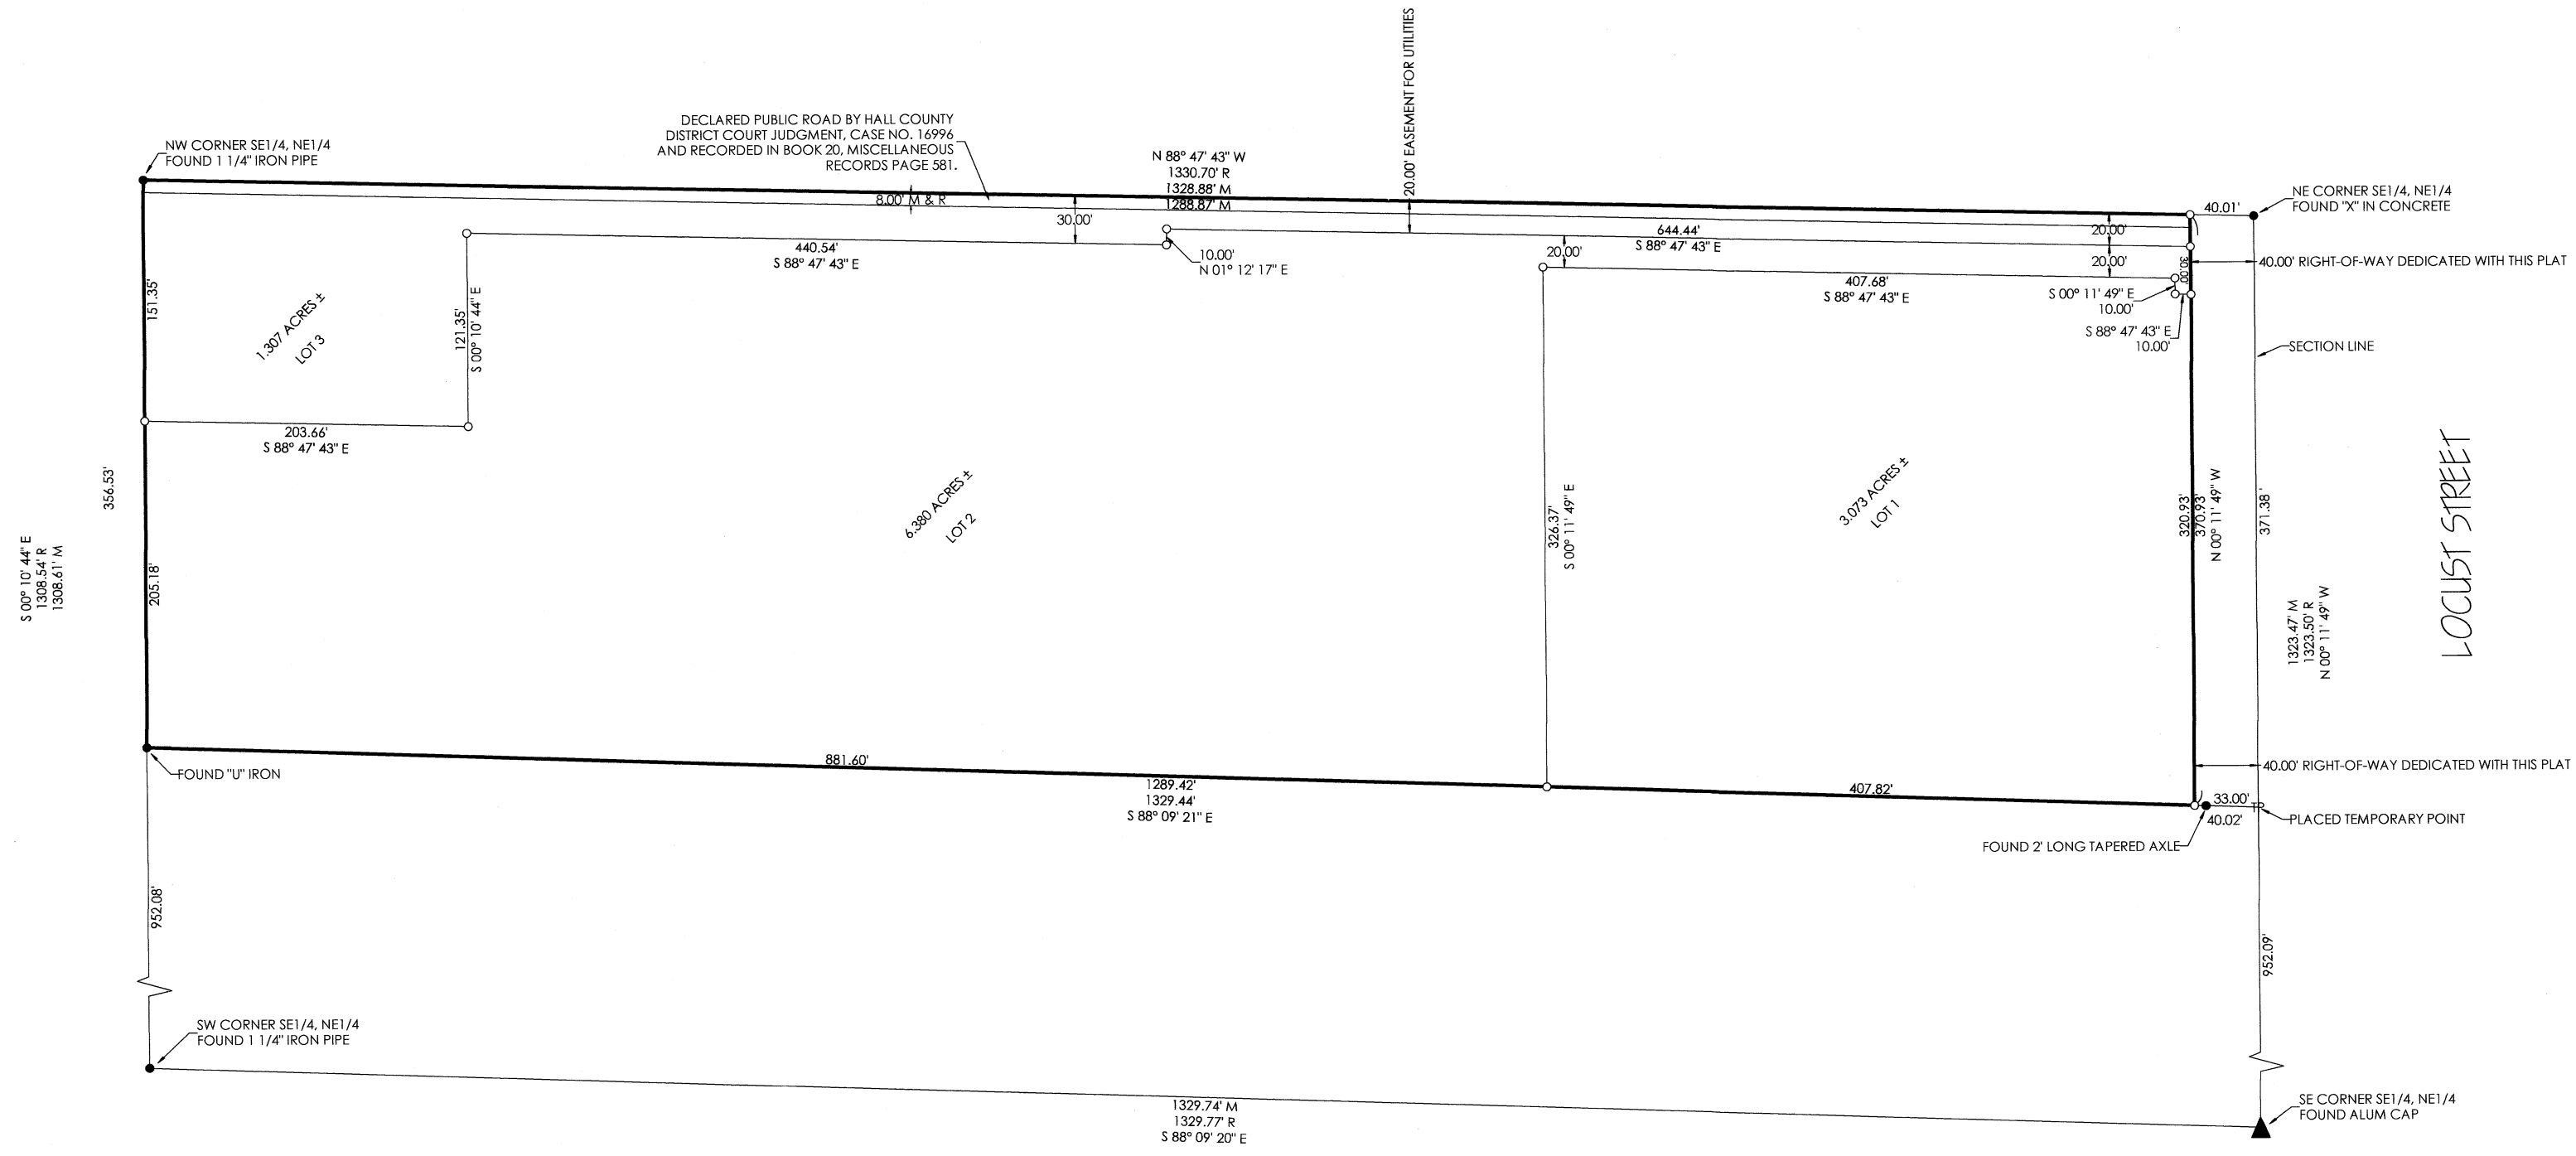 20.00' EASEMENT FOR UTILITIES
DECLARED PUBLIC ROAD BY HALL COUNTY
DISTRICT COURT JUDGMENT, CASE NO. 16996
AND RECORDED IN BOOK 20, MISCELLANEOUS
RECORDS PAGE 581.
NW CORNER SE1/4, NE1/4
FOUND 1 1/4" IRON PIPE
N 88° 47' 43" W
1330.70' R
1328.88' M
1288.87' M
NE CORNER SE1/4, NE1/4
FOUND "X" IN CONCRETE
40.01'
8.00' M & R
30.00'
440.54'
S 88° 47' 43" E
10.00'
N 01° 12' 17" E
644.44'
S 88° 47' 43" E
20.00'
20.00'
20.00'
30.00'
40.00' RIGHT-OF-WAY DEDICATED WITH THIS PLAT
407.68'
S 88° 47' 43" E
S 00° 11' 49" E
10.00'
S 88° 47' 43" E
10.00'
SECTION LINE
151.35'
1.307 ACRES ±
LOT 3
121.35'
S 00° 10' 44" E
203.66'
S 88° 47' 43" E
356.53'
S 00° 10' 44" E
1308.54' R
1308.61' M
205.18'
6.380 ACRES ±
LOT 2
326.37'
S 00° 11' 49" E
3.073 ACRES ±
LOT 1
320.93'
370.93'
N 00° 11' 49" W
371.38 '
1323.47' M
1323.50' R
N 00° 11' 49" W
LOCUST STREET
FOUND "U" IRON
881.60'
1289.42'
1329.44'
S 88° 09' 21" E
407.82'
40.00' RIGHT-OF-WAY DEDICATED WITH THIS PLAT
33.00'
TP
40.02'
PLACED TEMPORARY POINT
FOUND 2' LONG TAPERED AXLE
952.08'
952.09'
SW CORNER SE1/4, NE1/4
FOUND 1 1/4" IRON PIPE
1329.74' M
1329.77' R
S 88° 09' 20" E
SE CORNER SE1/4, NE1/4
FOUND ALUM CAP